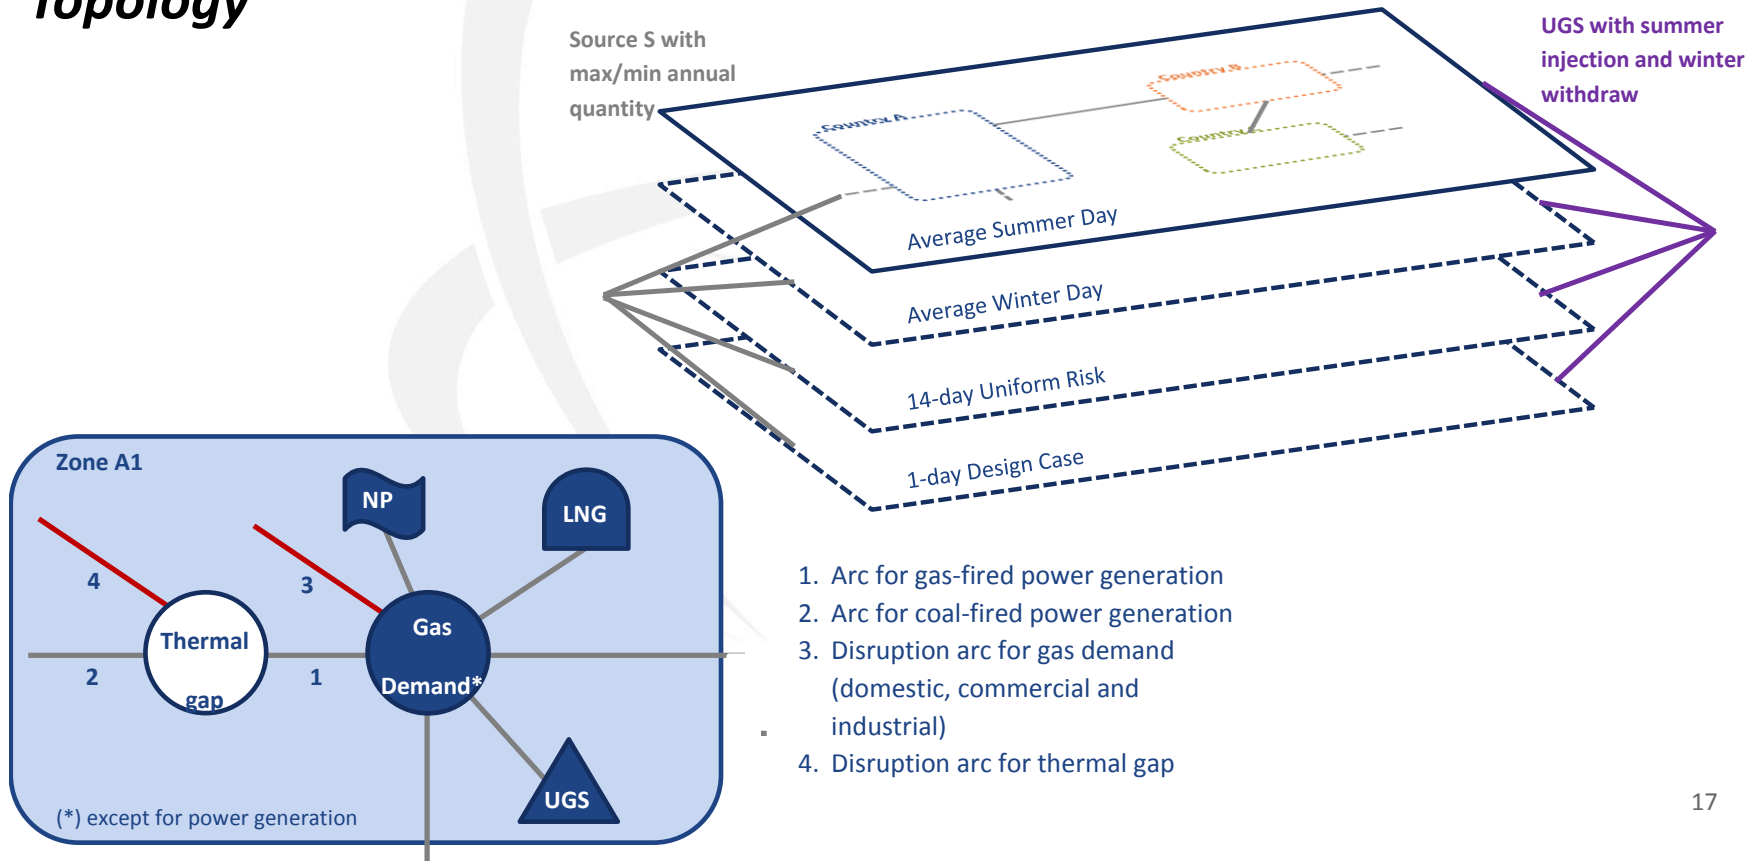 Topology
Source S with
max/min annual
quantity
UGS with summer
injection and winter
withdraw
Country A
Country B
Average Summer Day
Average Winter Day
14-day Uniform Risk
1-day Design Case
Zone A1
NP
LNG
4
3
Gas
Thermal
2
1
Demand*
gap
UGS
(*) except for power generation
1. Arc for gas-fired power generation
2. Arc for coal-fired power generation
3. Disruption arc for gas demand
(domestic, commercial and
industrial)
4. Disruption arc for thermal gap
17